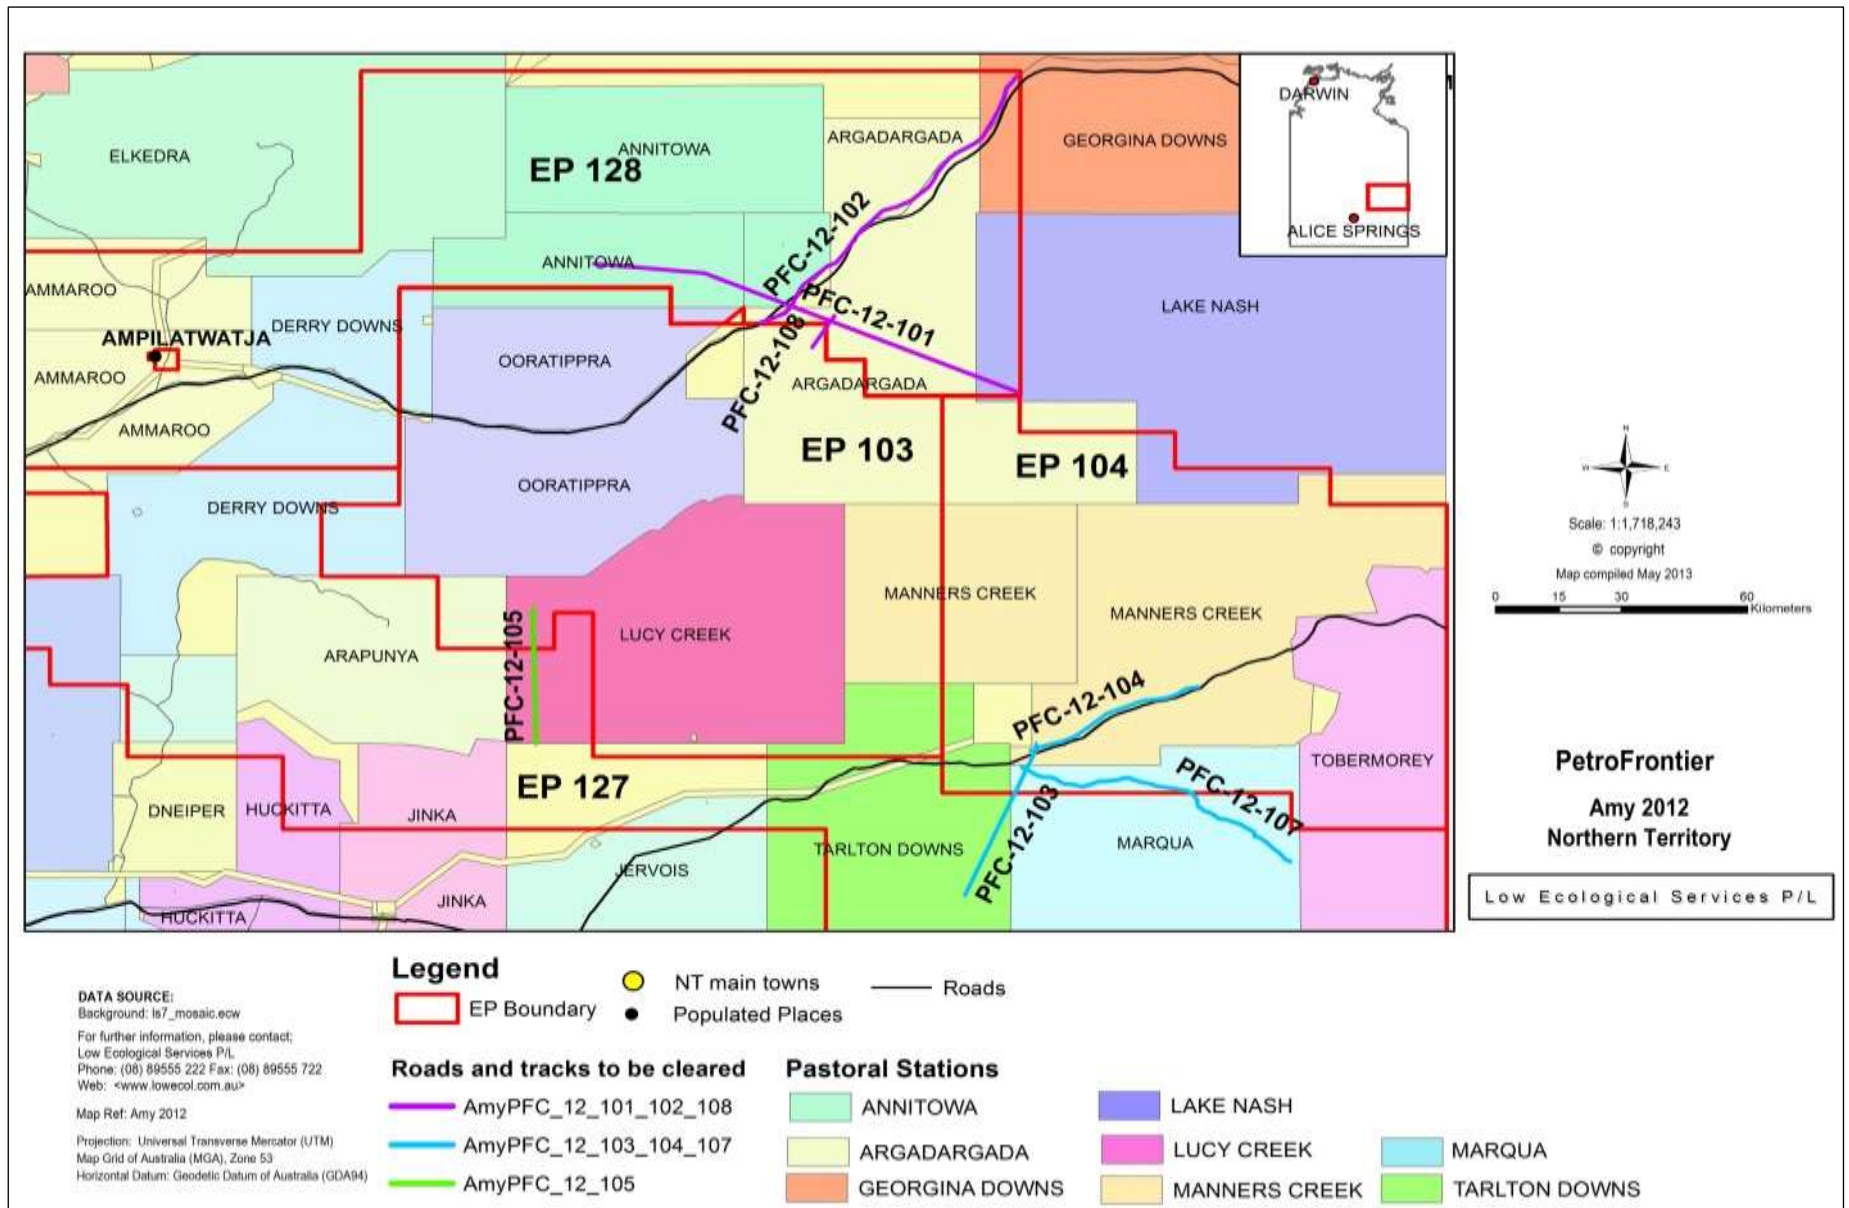 DARWIN
ALICE SPRINGS
ELKEDRA
ANNITOWA
EP 128
ARGADARGADA
GEORGINA DOWNS
PFC-12-102
ANNITOWA
AMMAROO
DERRY DOWNS
LAKE NASH
PFC-12-101
AMPILATWATJA
PFC-12-108
OORATIPPRA
AMMAROO
ARGADARGADA
AMMAROO
EP 103
EP 104
OORATIPPRA
DERRY DOWNS
MANNERS CREEK
MANNERS CREEK
LUCY CREEK
ARAPUNYA
PFC-12-105
PFC-12-104
TOBERMOREY
EP 127
PFC-12-107
DNEIPER
HUCKITTA
JINKA
PFC-12-103
MARQUA
TARLTON DOWNS
JERVOIS
JINKA
HUCKITTA
N
W
E
S
Scale: 1:1,718,243
© copyright
Map compiled May 2013
0 15 30 60
Kilometers
PetroFrontier
Amy 2012
Northern Territory
Low Ecological Services P/L
DATA SOURCE:
Background: ls7_mosaic.ecw
For further information, please contact;
Low Ecological Services P/L
Phone: (08) 89555 222 Fax: (08) 89555 722
Web: <www.lowecol.com.au>
Map Ref: Amy 2012
Projection: Universal Transverse Mercator (UTM)
Map Grid of Australia (MGA), Zone 53
Horizontal Datum: Geodetic Datum of Australia (GDA94)
Legend
EP Boundary
NT main towns
Populated Places
Roads
Roads and tracks to be cleared
AmyPFC_12_101_102_108
AmyPFC_12_103_104_107
AmyPFC_12_105
Pastoral Stations
ANNITOWA
ARGADARGADA
GEORGINA DOWNS
LAKE NASH
LUCY CREEK
MANNERS CREEK
MARQUA
TARLTON DOWNS